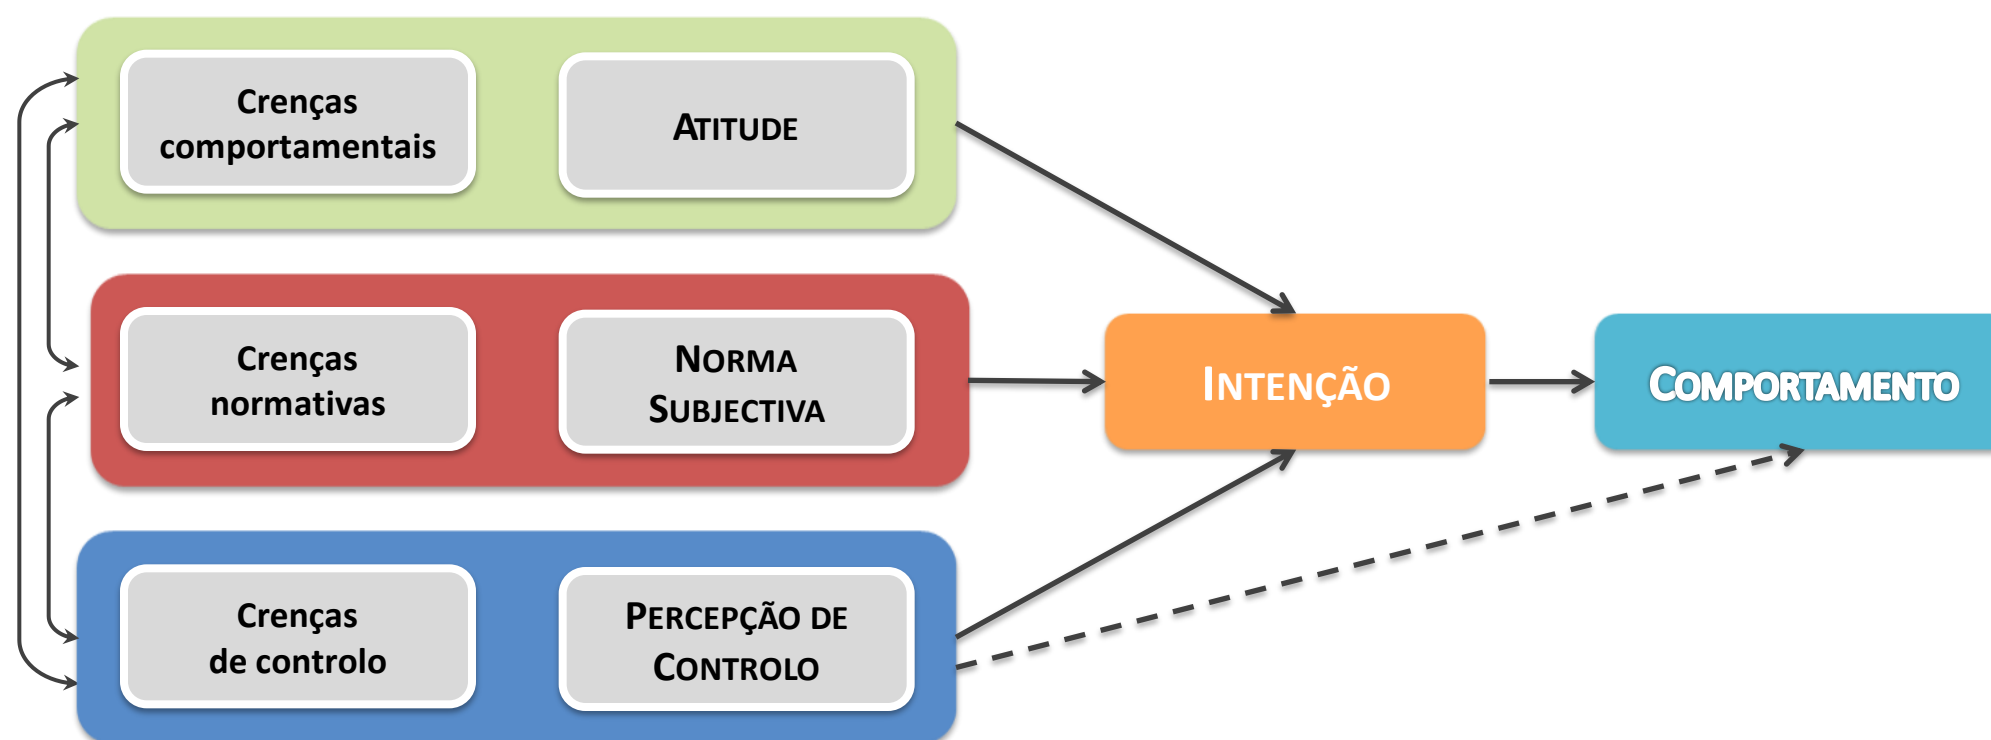 Crenças
comportamentais
ATITUDE
Crenças
normativas
NORMA
SUBJECTIVA
INTENÇÃO
COMPORTAMENTO
Crenças
de controlo
PERCEPÇÃO DE
CONTROLO